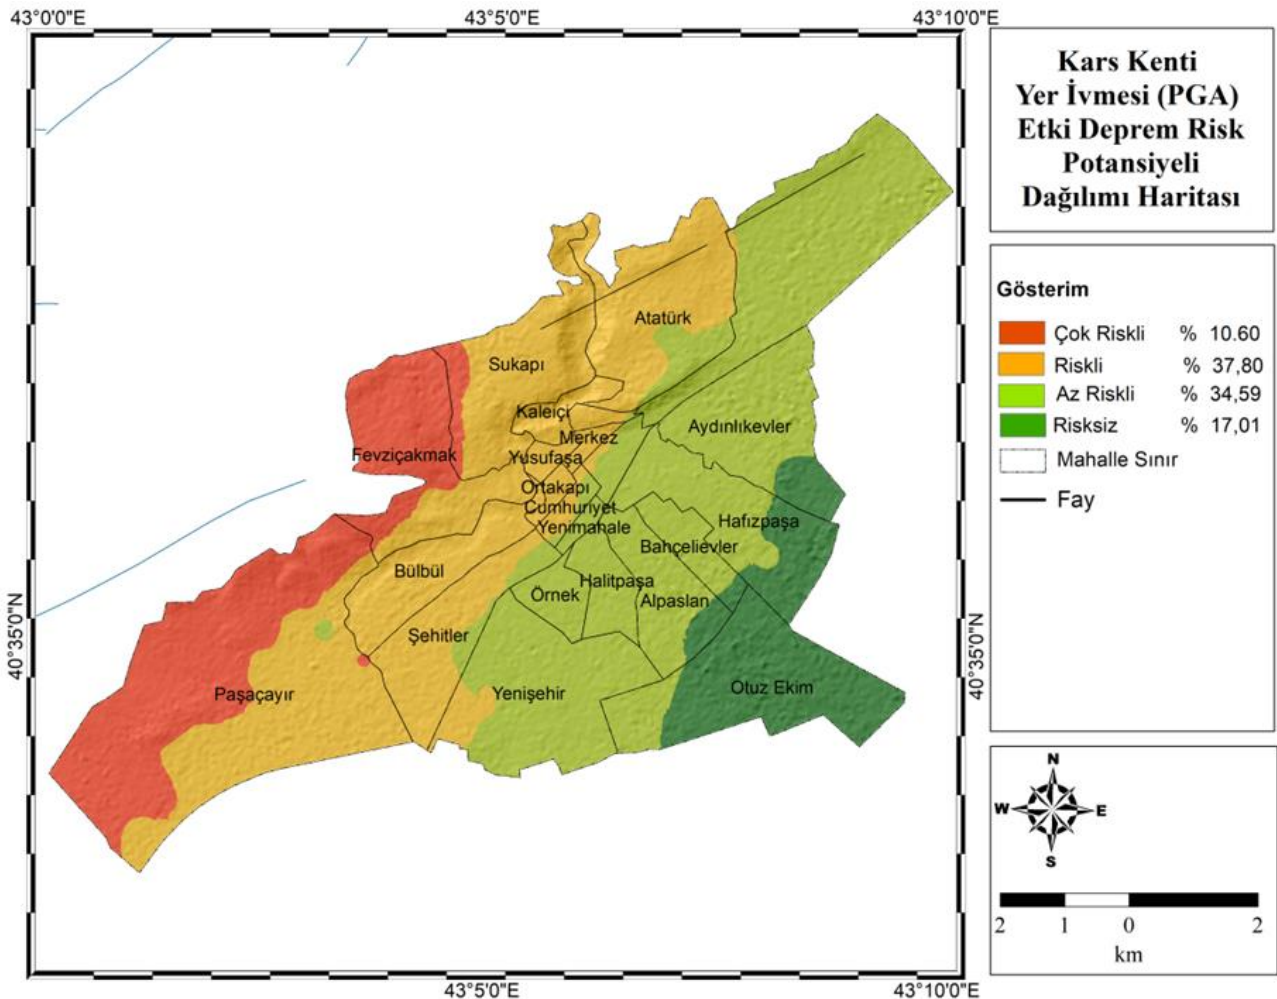 43°0'0"E
43°5'0"E
43°10'0"E
Kars Kenti
Yer İvmesi (PGA)
Etki Deprem Risk
Potansiyeli
Dağılımı Haritası
Gösterim
Çok Riskli % 10.60
Riskli % 37,80
Az Riskli % 34,59
Risksiz % 17,01
Mahalle Sınır
Fay
Atatürk
Sukapı
Kaleiçi
Aydınlıkevler
Merkez
Fevziçakmak
Yusufaşa
Ortakapı
Cumhuriyet
Hafızpaşa
Yenimahale
Bahçelievler
Bülbül
Halitpaşa
Örnek
Alpaslan
Şehitler
Paşaçayır
Yenişehir
Otuz Ekim
40°35'0"N
40°35'0"N
N
W
E
S
2 1 0 2
km
43°5'0"E
43°10'0"E